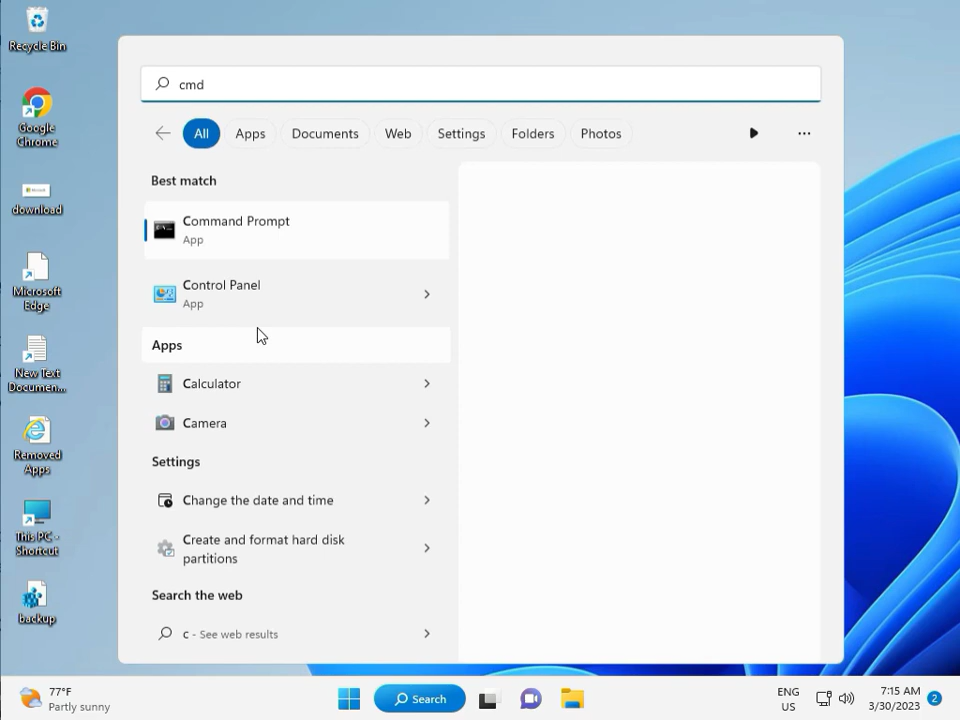 Recycle Bin
Google
Chrome
download
Microsoft
Edge
New Text
Documen...
Removed
Apps
This PC -
Shortcut
backup
cmd
All
Apps
Documents
Web
Settings
Folders
Photos
Best match
Command Prompt
App
Control Panel
App
Apps
Calculator
Camera
Settings
Change the date and time
Create and format hard disk
partitions
Search the web
c - See web results
77°F
Partly sunny
Search
ENG
US
7:15 AM
3/30/2023
2